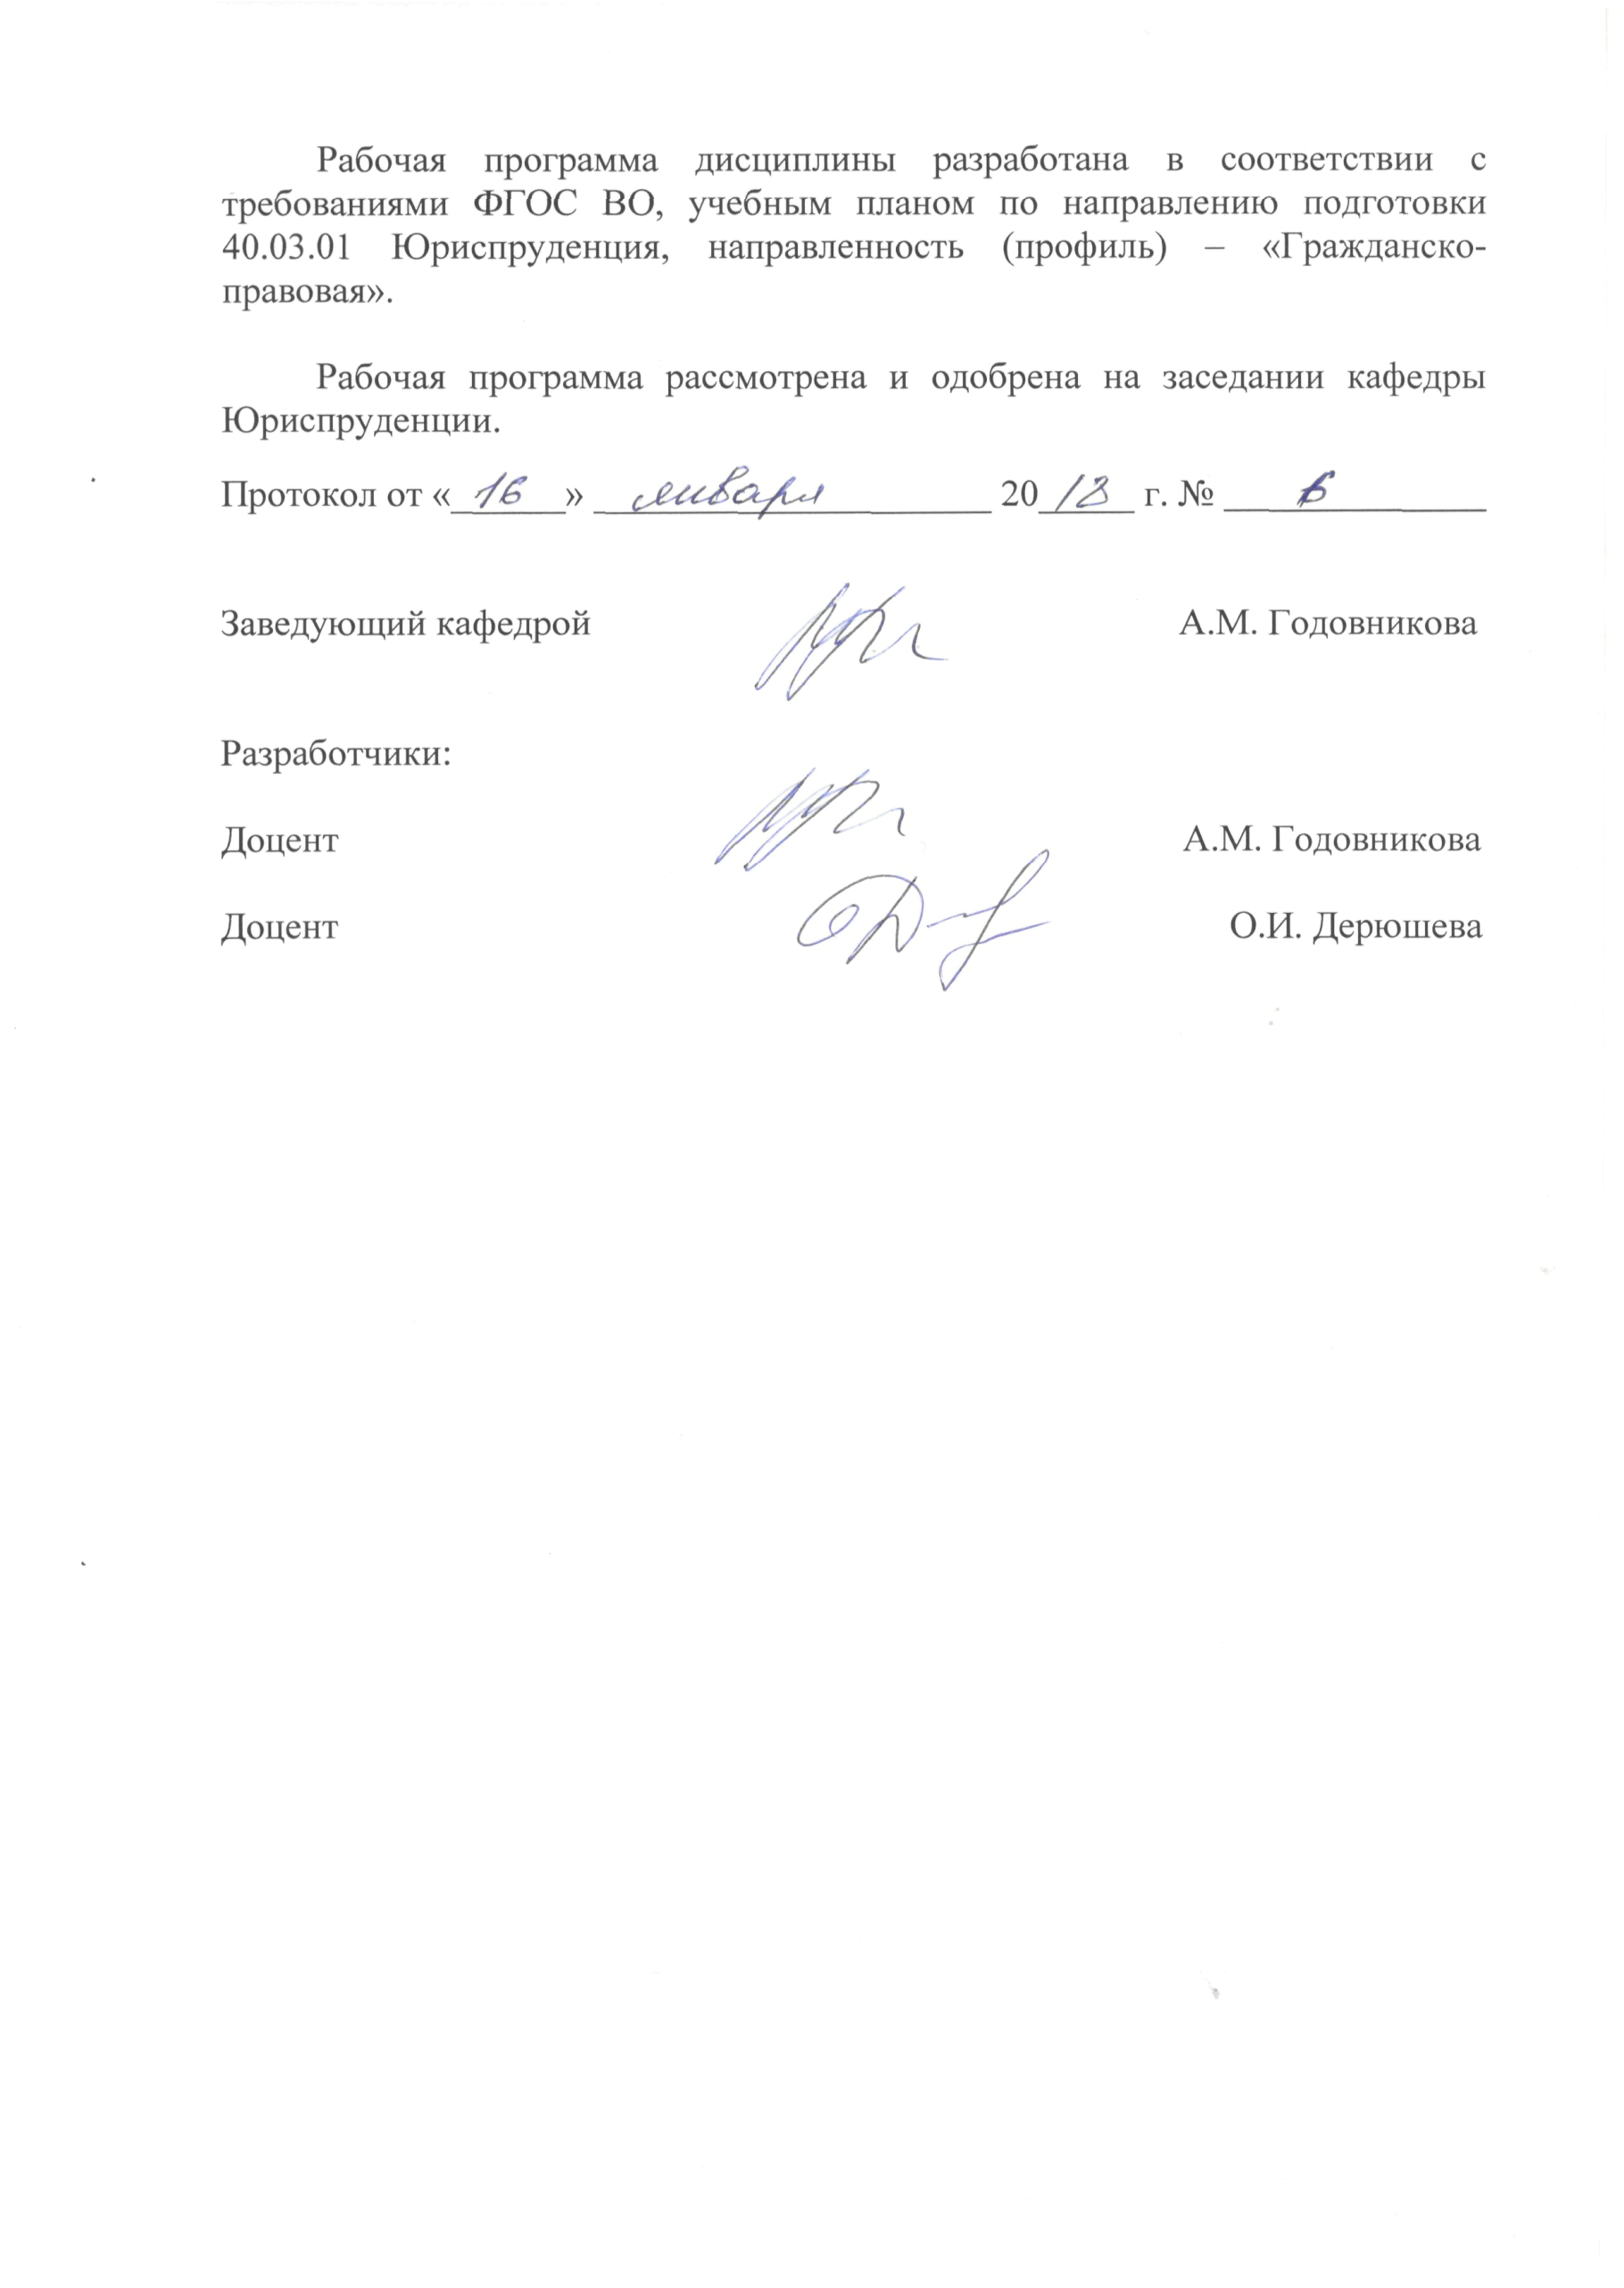 Рабочая программа дисциплины разработана в соответствии с
требованиями ФГОС ВО, учебным планом по направлению подготовки
40.03.01 Юриспруденция, направленность (профиль) – «Гражданско-
правовая».
Рабочая программа рассмотрена и одобрена на заседании кафедры
Юриспруденции.
Протокол от « 16 » января 2018 г. № 6
Заведующий кафедрой А.М. Годовникова
Разработчики:
Доцент А.М. Годовникова
Доцент О.И. Дерюшева